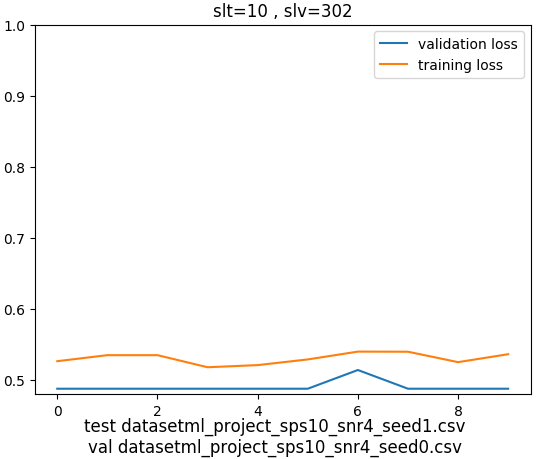 slt=10 , slv=302
1.0
validation loss
training loss
0.9
0.8
0.7
0.6
0.5
0 2 4 6 8
test datasetml_project_sps10_snr4_seed1.csv
val datasetml_project_sps10_snr4_seed0.csv